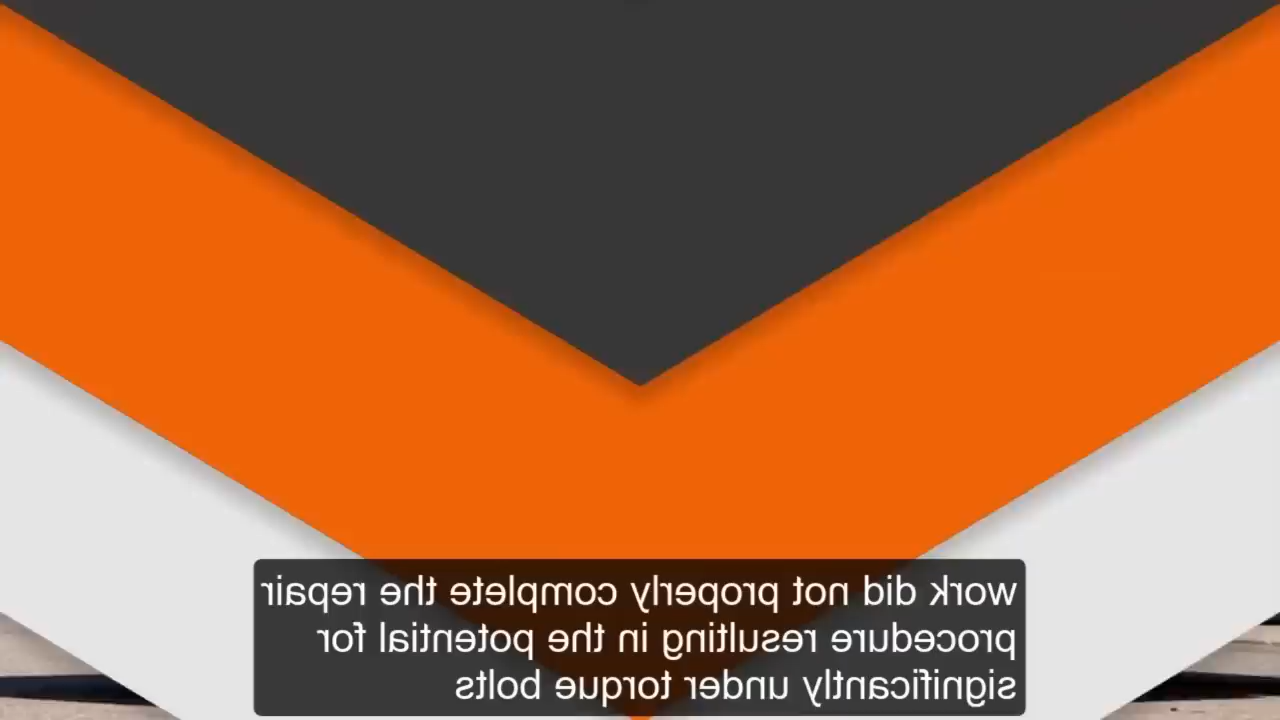 work did not properly complete the repair
procedure resulting in the potential for
significantly under torque bolts